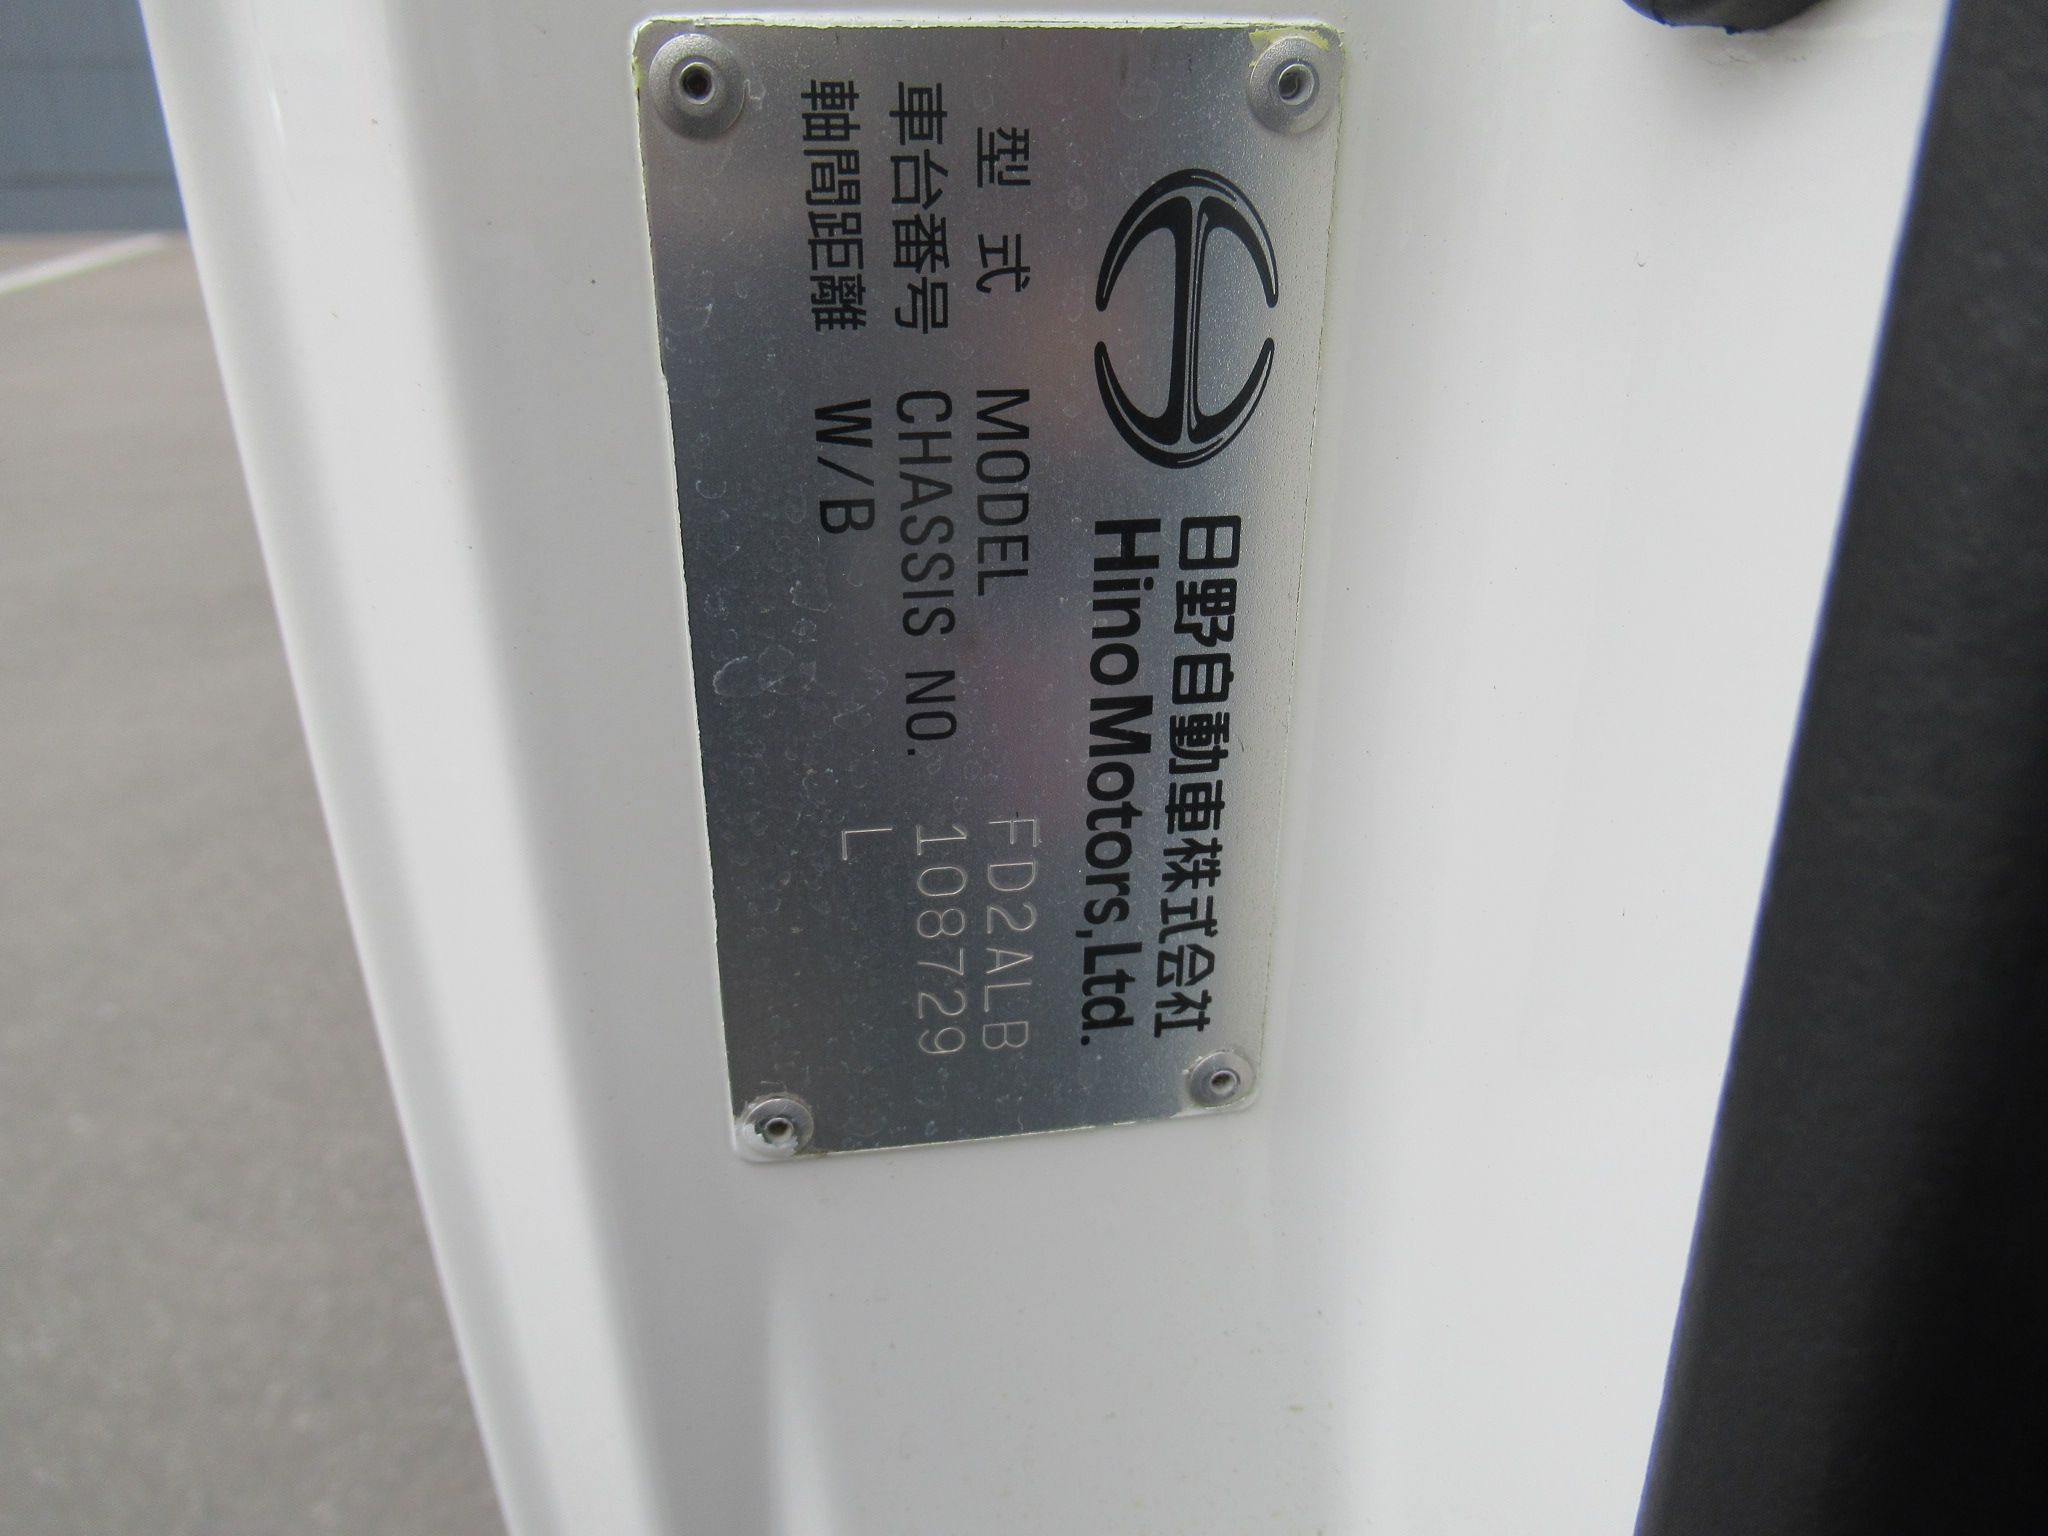 日野自動車株式会社
Hino Motors, Ltd.
型式 MODEL FD2ALB
車台番号 CHASSIS NO. 108729
軸間距離 W/B L